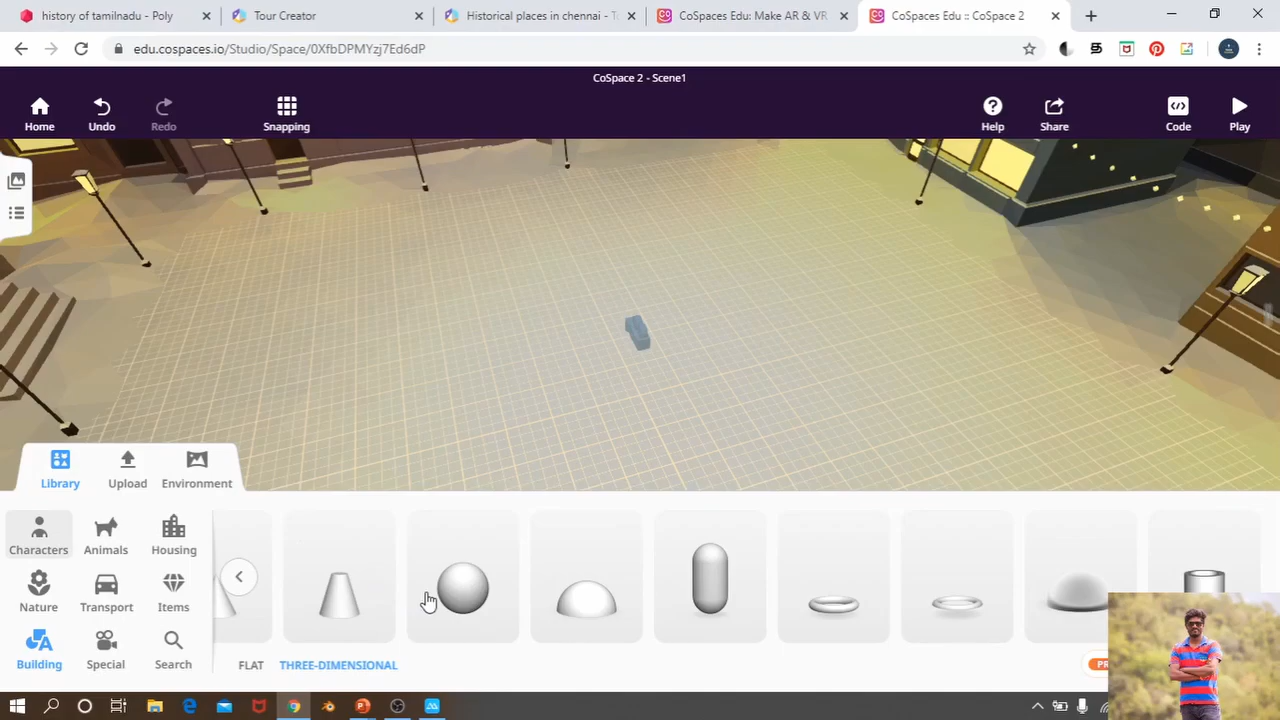 history of tamilnadu - Poly
Tour Creator
Historical places in chennai - To
CoSpaces Edu: Make AR & VR
CoSpaces Edu :: CoSpace 2
edu.cospaces.io/Studio/Space/0XfbDPMYzj7Ed6dP
CoSpace 2 - Scene1
Home
Undo
Redo
Snapping
Help
Share
Code
Play
Library
Upload
Environment
Characters
Animals
Housing
Nature
Transport
Items
Building
Special
Search
FLAT
THREE-DIMENSIONAL